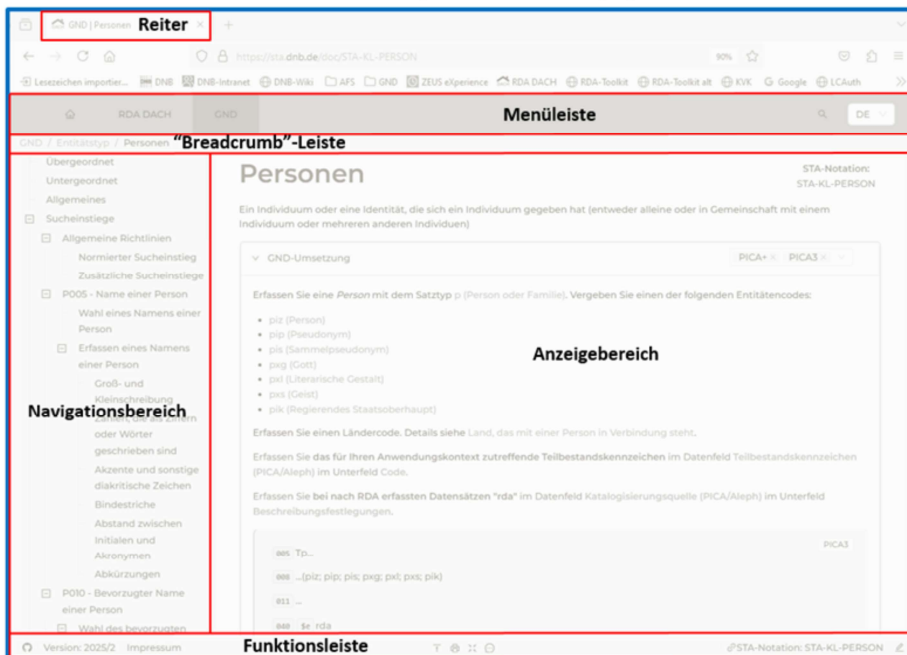 GND | Personen Reiter
https://sta.dnb.de/doc/STA-KL-PERSON 90%
Lesezeichen importier... DNB DNB-Intranet DNB-Wiki AFS GND ZEUS eXperience RDA DACH RDA-Toolkit RDA-Toolkit alt KVK Google LCAuth
RDA DACH GND Menüleiste DE
GND / Entitätstyp / Personen “Breadcrumb”-Leiste
Übergeordnet
Untergeordnet
Allgemeines
Sucheinstiege
Allgemeine Richtlinien
Normierter Sucheinstieg
Zusätzliche Sucheinstiege
P005 - Name einer Person
Wahl eines Namens einer
Person
Erfassen eines Namens
einer Person
Groß- und
Kleinschreibung
Navigationsbereich
Zahlen, die als Ziffern
oder Wörter
geschrieben sind
Akzente und sonstige
diakritische Zeichen
Bindestriche
Abstand zwischen
Initialen und
Akronymen
Abkürzungen
P010 - Bevorzugter Name
einer Person
Wahl des bevorzugten
Personen
STA-Notation:
STA-KL-PERSON
Ein Individuum oder eine Identität, die sich ein Individuum gegeben hat (entweder alleine oder in Gemeinschaft mit einem
Individuum oder mehreren anderen Individuen)
GND-Umsetzung PICA+ PICA3
Erfassen Sie eine Person mit dem Satztyp p (Person oder Familie). Vergeben Sie einen der folgenden Entitätencodes:
piz (Person)
pip (Pseudonym)
pis (Sammelpseudonym)
pxg (Gott)
pxl (Literarische Gestalt)
pxs (Geist)
pik (Regierendes Staatsoberhaupt)
Anzeigebereich
Erfassen Sie einen Ländercode. Details siehe Land, das mit einer Person in Verbindung steht.
Erfassen Sie das für Ihren Anwendungskontext zutreffende Teilbestandskennzeichen im Datenfeld Teilbestandskennzeichen
(PICA/Aleph) im Unterfeld Code.
Erfassen Sie bei nach RDA erfassten Datensätzen "rda" im Datenfeld Katalogisierungsquelle (PICA/Aleph) im Unterfeld
Beschreibungsfestlegungen.
PICA3
005 Tp...
008 ...(piz; pip; pis; pxg; pxl; pxs; pik)
011 ...
040 $e rda
Version: 2025/2 Impressum Funktionsleiste STA-Notation: STA-KL-PERSON